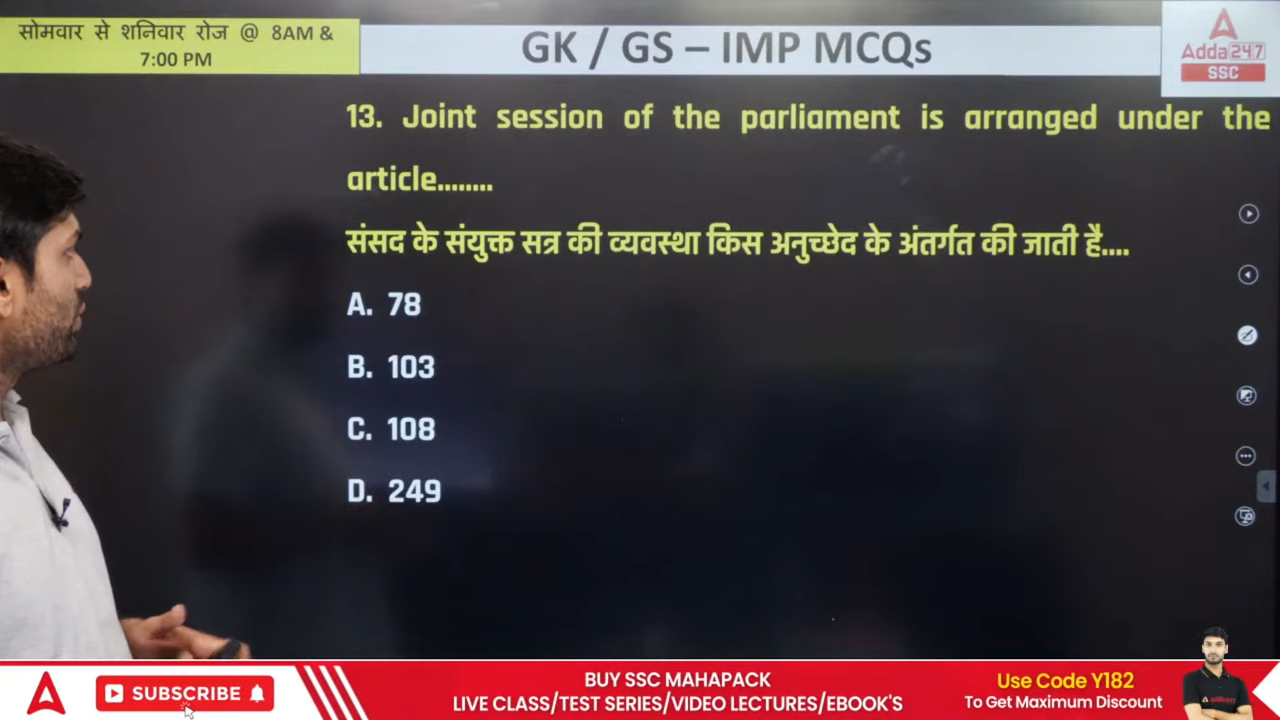 सोमवार से शनिवार रोज @ 8AM &
7:00 PM
GK / GS – IMP MCQs
Adda247
SSC
13. Joint session of the parliament is arranged under the
article........
संसद के संयुक्त सत्र की व्यवस्था किस अनुच्छेद के अंतर्गत की जाती है....
A. 78
B. 103
C. 108
D. 249
SUBSCRIBE
BUY SSC MAHAPACK
LIVE CLASS/TEST SERIES/VIDEO LECTURES/EBOOK'S
Use Code Y182
To Get Maximum Discount